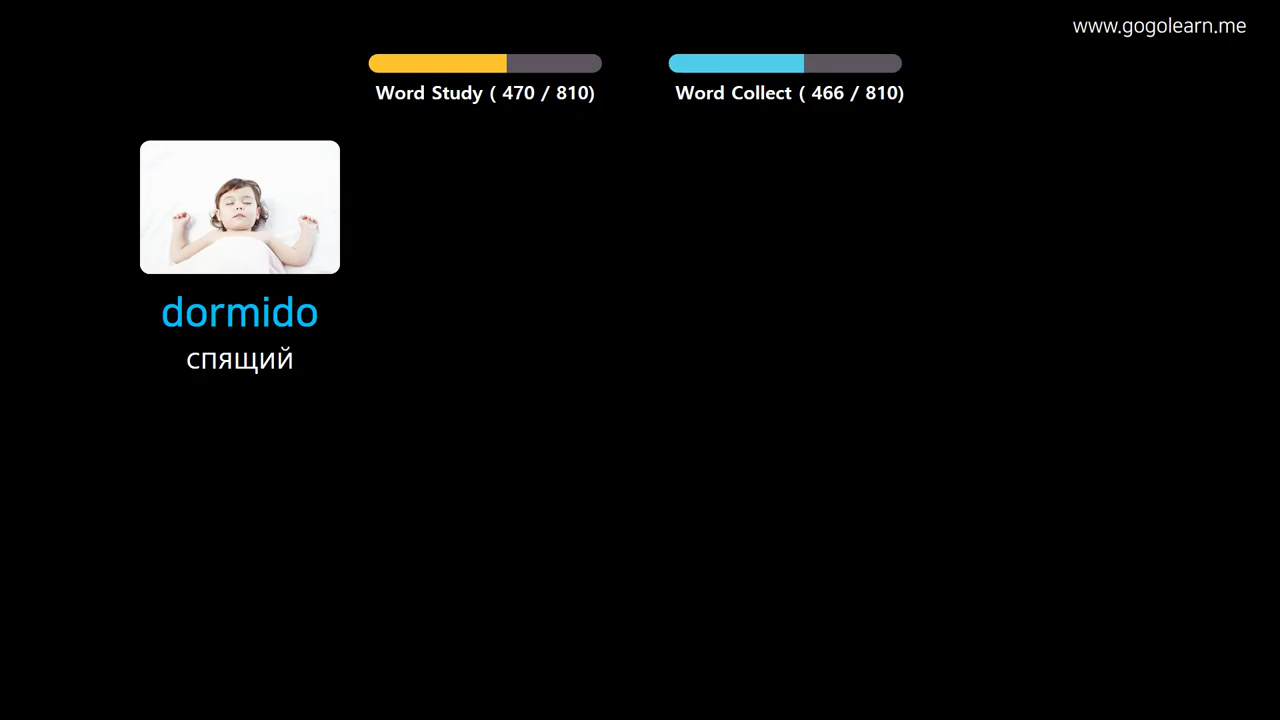 www.gogolearn.me
Word Study ( 470 / 810)
Word Collect ( 466 / 810)
dormido
спящий